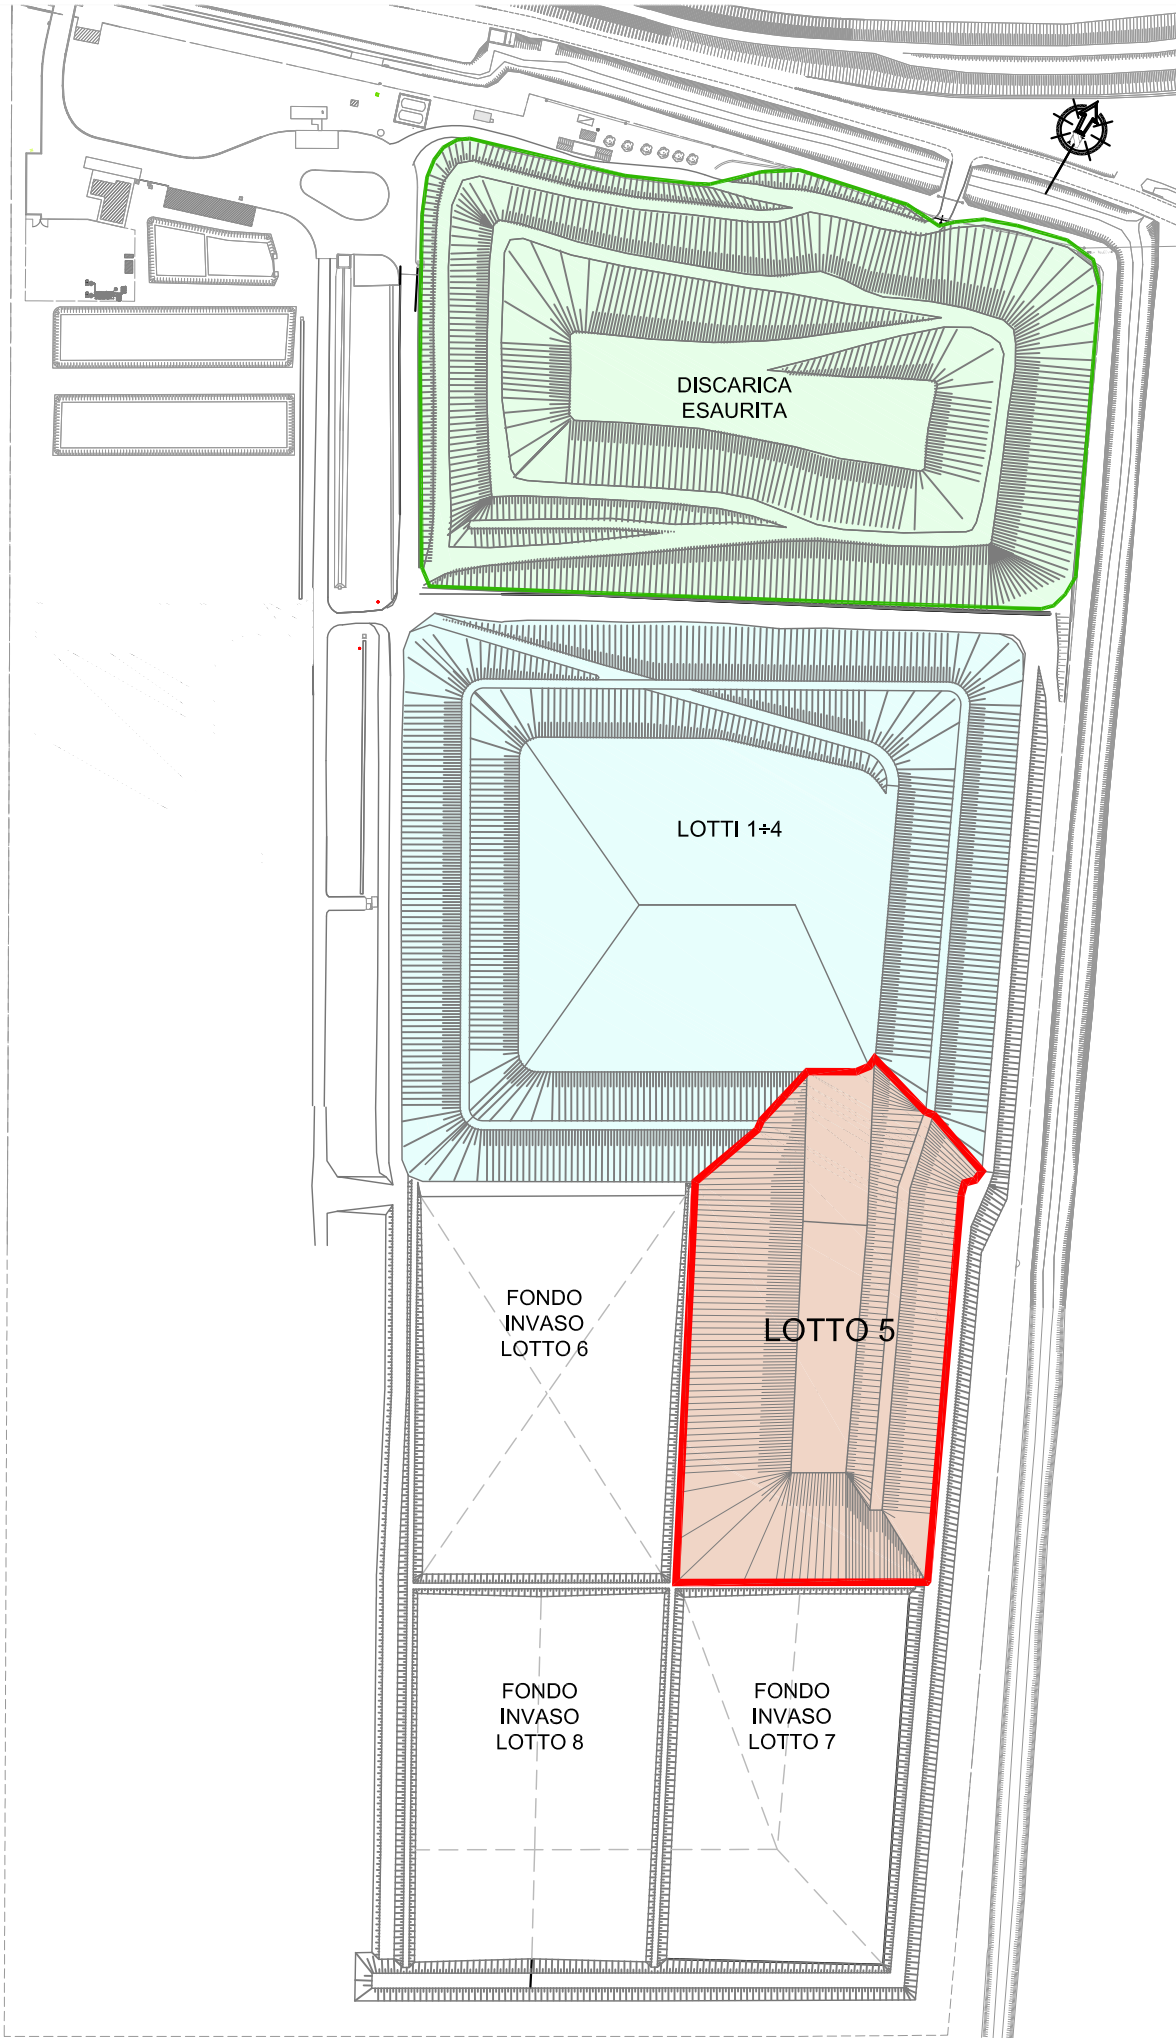 DISCARICA
ESAURITA
LOTTI 1÷4
FONDO
INVASO
LOTTO 6
LOTTO 5
FONDO
INVASO
LOTTO 8
FONDO
INVASO
LOTTO 7